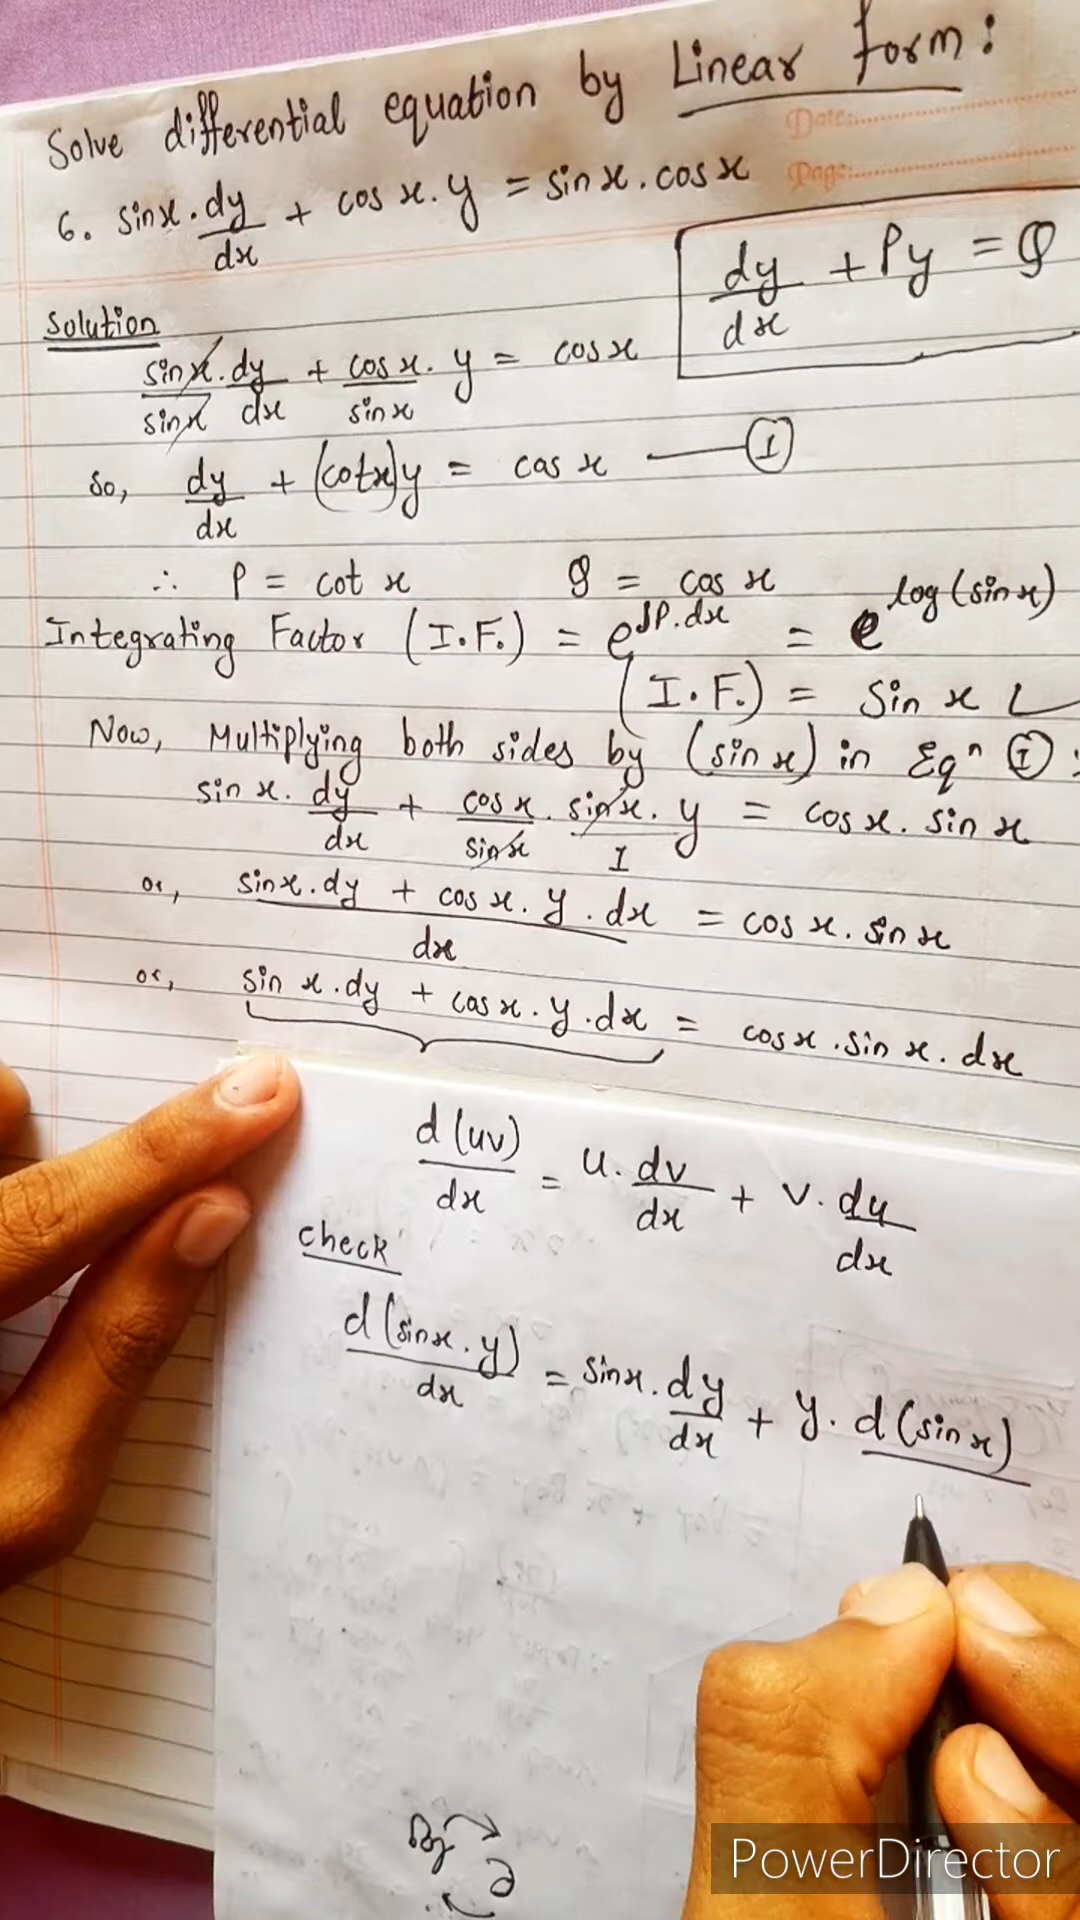 Solve differential equation by Linear form:
Date:
Page:
6. sinx.dy/dx + cos x.y = sin x.cos x
dy/dx + Py = Q
Solution
sinx/sinx.dy/dx + cos x/sin x.y = cos x
So, dy/dx + (cotx)y = cos x — (I)
∴ P = cot x Q = cos x
Integrating Factor (I.F.) = e^∫P.dx = e^log(sin x)
(I.F.) = Sin x
Now, Multiplying both sides by (sin x) in Eqⁿ (I):
sin x.dy/dx + cos x/sin x.sin x/1.y = cos x.sin x
or, (sinx.dy + cos x.y.dx)/dx = cos x.sin x
or, sin x.dy + cos x.y.dx = cos x.sin x.dx
d(uv)/dx = u.dv/dx + v.du/dx
check
d(sinx.y)/dx = sinx.dy/dx + y.d(sin x)
By
PowerDirector